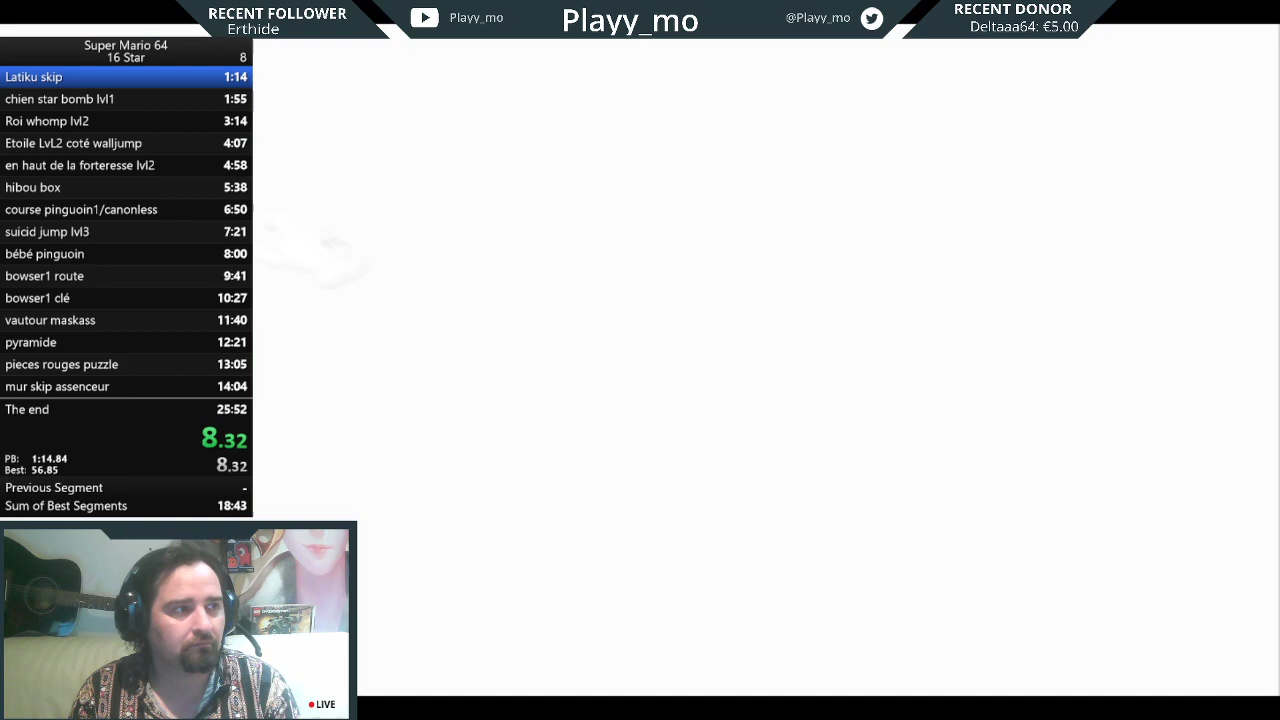 RECENT FOLLOWER
Erthide
Playy_mo
Playy_mo
@Playy_mo
RECENT DONOR
Deltaaa64: €5.00
Super Mario 64
16 Star 8
Latiku skip 1:14
chien star bomb lvl1 1:55
Roi whomp lvl2 3:14
Etoile LvL2 coté walljump 4:07
en haut de la forteresse lvl2 4:58
hibou box 5:38
course pinguoin1/canonless 6:50
suicid jump lvl3 7:21
bébé pinguoin 8:00
bowser1 route 9:41
bowser1 clé 10:27
vautour maskass 11:40
pyramide 12:21
pieces rouges puzzle 13:05
mur skip assenceur 14:04
The end 25:52
8.32
PB: 1:14.84
Best: 56.85
8.32
Previous Segment -
Sum of Best Segments 18:43
LIVE